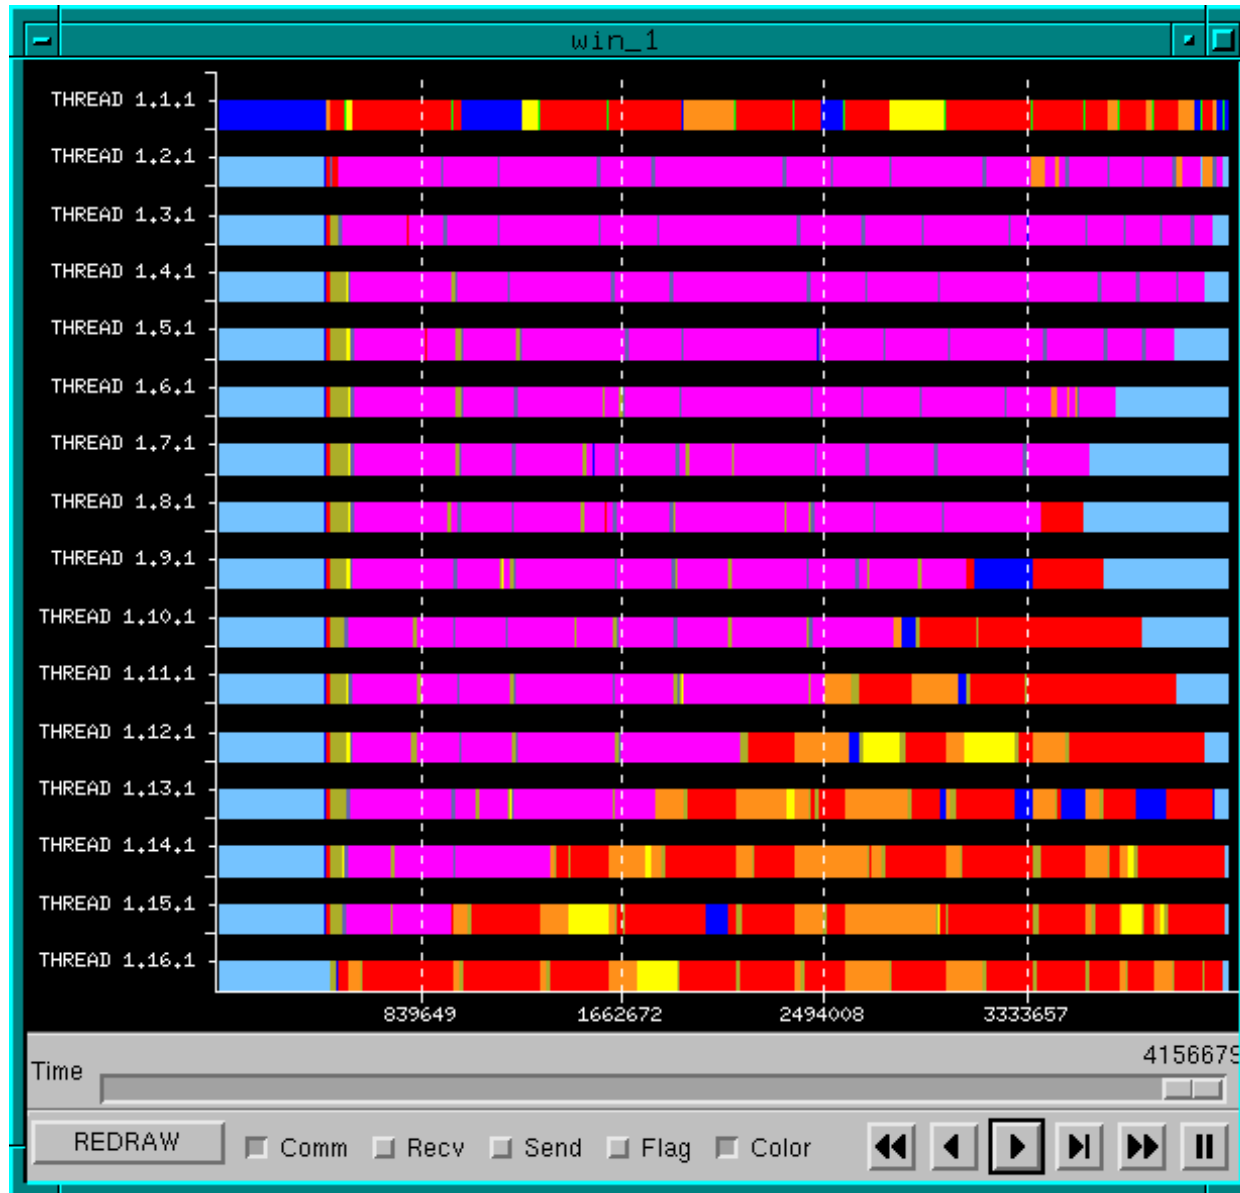 win_1
THREAD 1.1.1
THREAD 1.2.1
THREAD 1.3.1
THREAD 1.4.1
THREAD 1.5.1
THREAD 1.6.1
THREAD 1.7.1
THREAD 1.8.1
THREAD 1.9.1
THREAD 1.10.1
THREAD 1.11.1
THREAD 1.12.1
THREAD 1.13.1
THREAD 1.14.1
THREAD 1.15.1
THREAD 1.16.1
839649 1662672 2494008 3333657
4156679
Time
REDRAW Comm Recv Send Flag Color